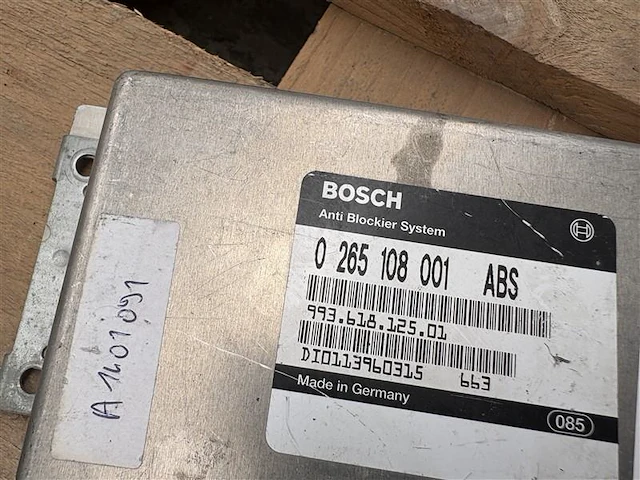 BOSCH
Anti Blockier System
0 265 108 001 ABS
993.618.125.01
DI0113960315 663
Made in Germany
085
A1401091